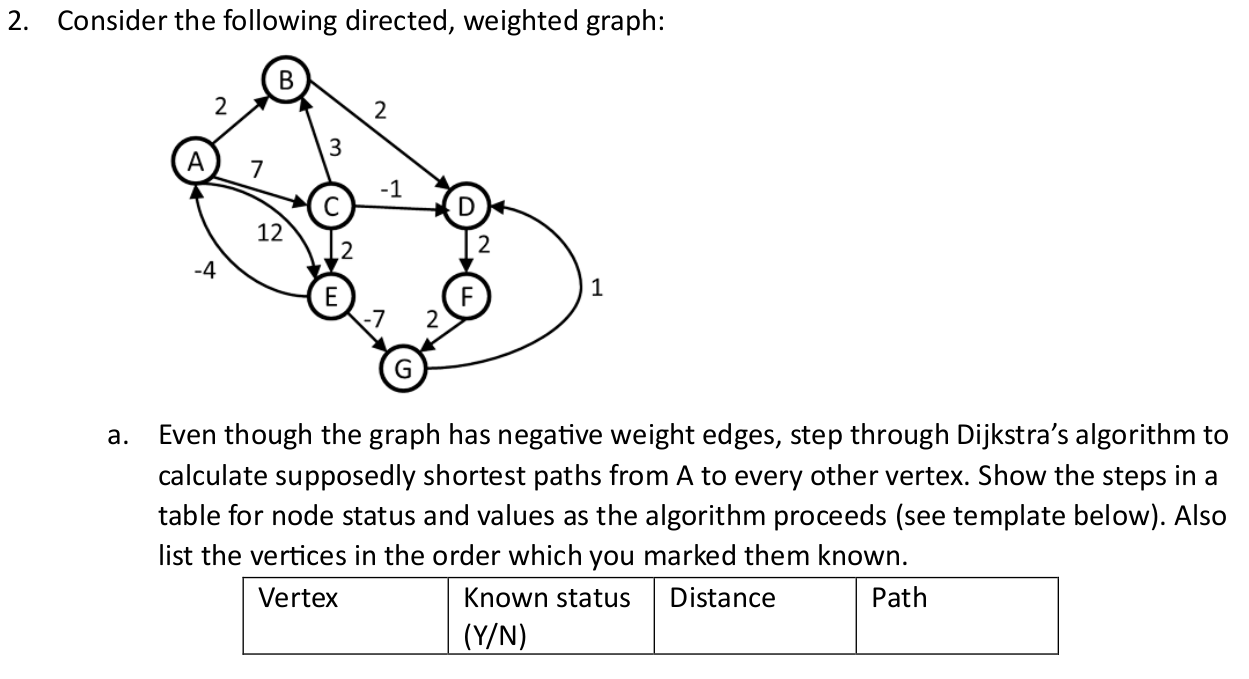 2. Consider the following directed, weighted graph:
B
2
2
A
7
3
-1
C
D
12
2
2
-4
E
F
1
-7
2
G
a. Even though the graph has negative weight edges, step through Dijkstra's algorithm to
calculate supposedly shortest paths from A to every other vertex. Show the steps in a
table for node status and values as the algorithm proceeds (see template below). Also
list the vertices in the order which you marked them known.
Vertex Known status Distance Path
(Y/N)